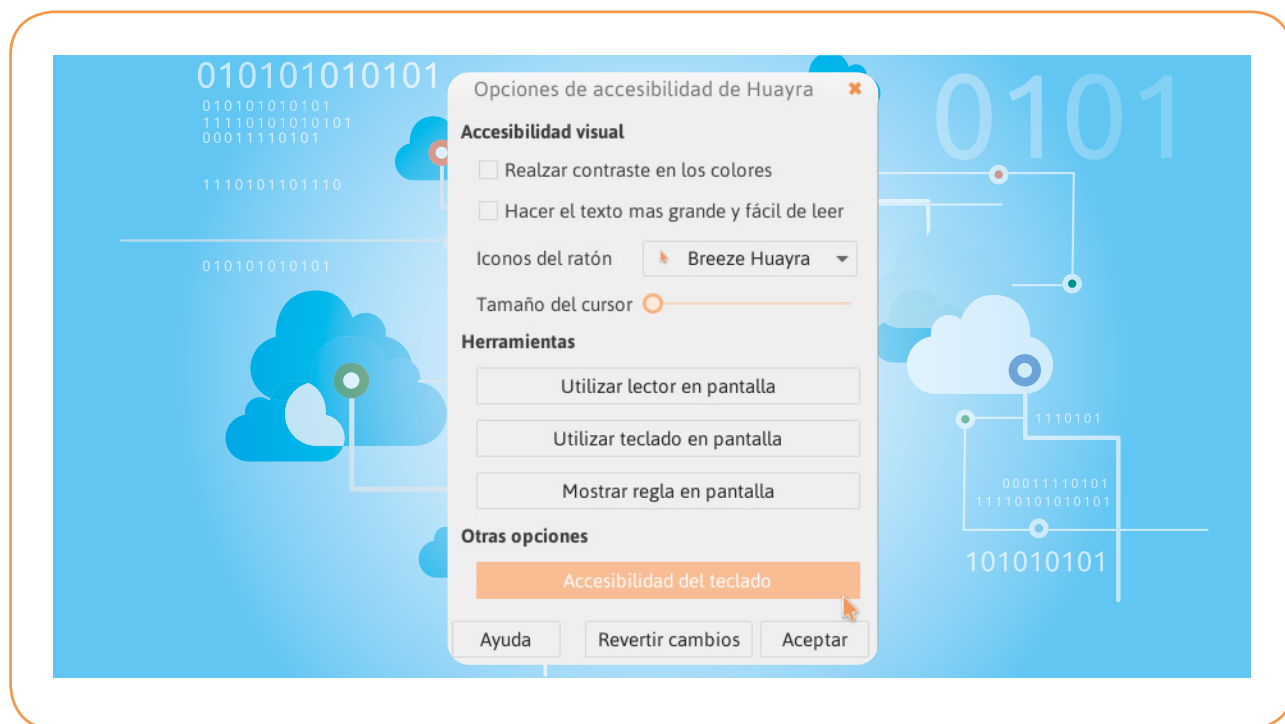 010101010101
010101010101
11110101010101
00011110101
1110101101110
010101010101
Opciones de accesibilidad de Huayra
Accesibilidad visual
Realzar contraste en los colores
Hacer el texto mas grande y fácil de leer
Iconos del ratón Breeze Huayra
Tamaño del cursor
Herramientas
Utilizar lector en pantalla
Utilizar teclado en pantalla
Mostrar regla en pantalla
Otras opciones
Accesibilidad del teclado
Ayuda Revertir cambios Aceptar
0101
1110101
00011110101
11110101010101
101010101